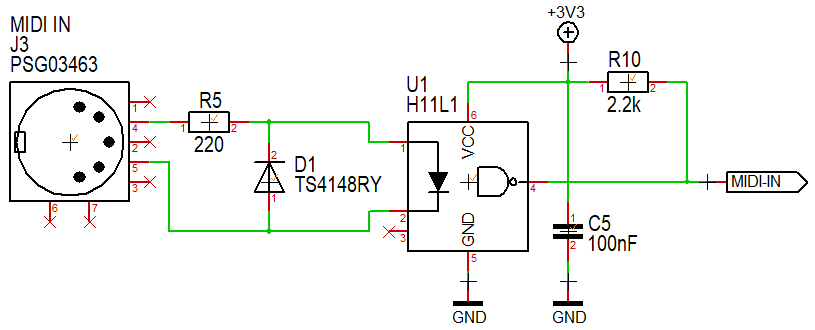 MIDI IN
J3
PSG03463
1
4
2
5
3
6
7
R5
1
2
220
2
D1
TS4148RY
1
U1
H11L1
6
VCC
1
4
2
3
GND
5
GND
+3V3
R10
1
2
2.2k
MIDI-IN
1
C5
100nF
2
GND